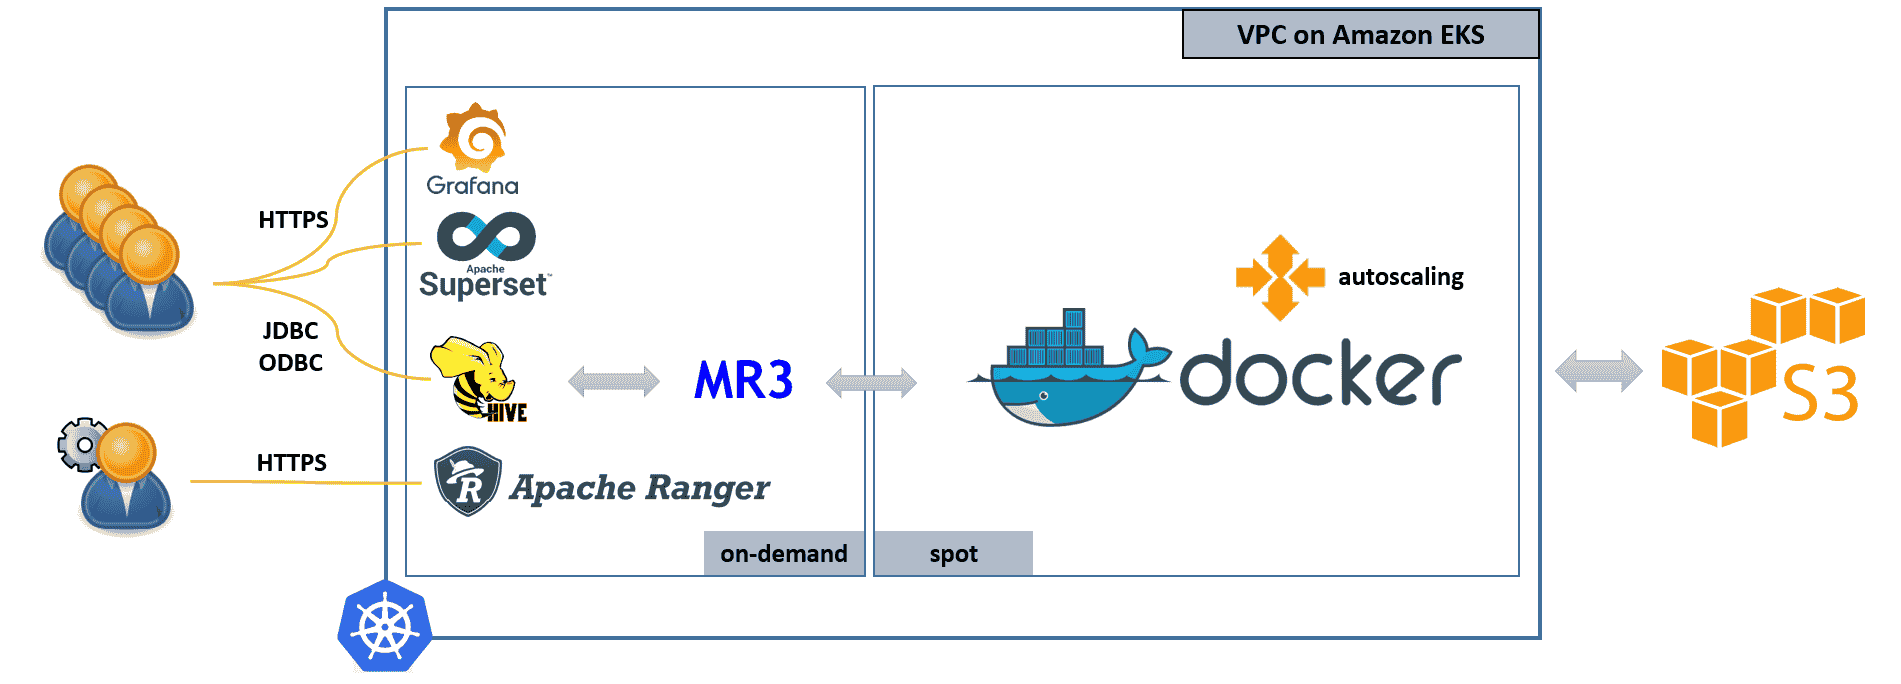 VPC on Amazon EKS
Grafana
HTTPS
Apache
Superset™
autoscaling
JDBC
ODBC
HIVE
MR3
docker
S3
HTTPS
R
Apache Ranger
on-demand
spot